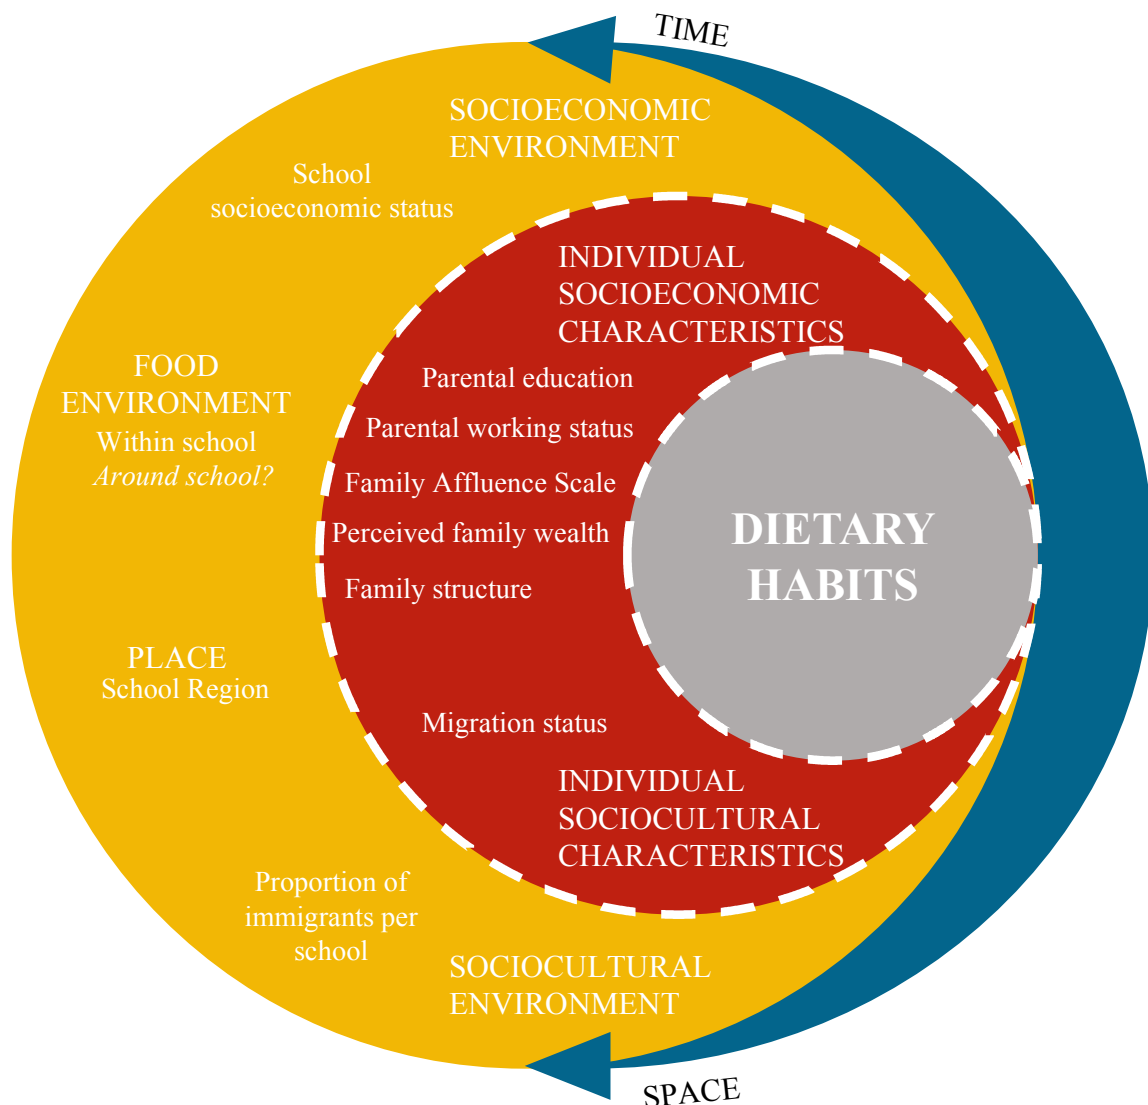 TIME
SOCIOECONOMIC
ENVIRONMENT
School
socioeconomic status
INDIVIDUAL
SOCIOECONOMIC
CHARACTERISTICS
FOOD
ENVIRONMENT
Within school
Around school?
Parental education
Parental working status
Family Affluence Scale
Perceived family wealth
Family structure
DIETARY
HABITS
PLACE
School Region
Migration status
INDIVIDUAL
SOCIOCULTURAL
CHARACTERISTICS
Proportion of
immigrants per
school
SOCIOCULTURAL
ENVIRONMENT
SPACE